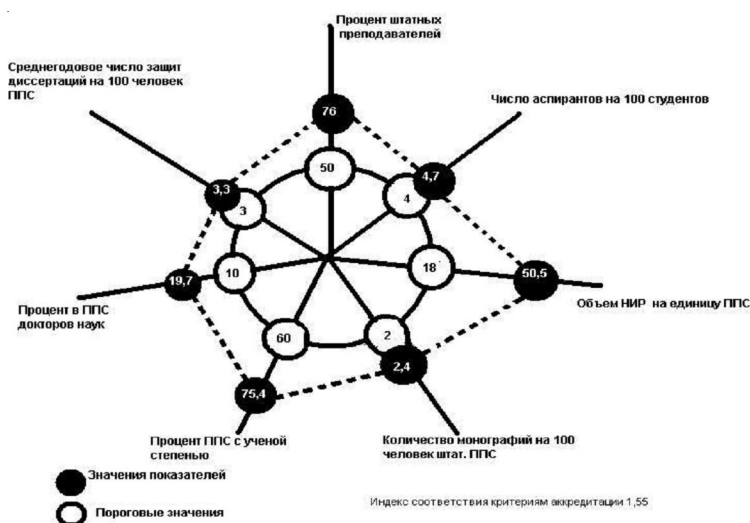 Процент штатных
преподавателей
Среднегодовое число защит
диссертаций на 100 человек
ППС
Число аспирантов на 100 студентов
76
50
4,7
4
3,3
3
18
50,5
Объем НИР на единицу ППС
19,7
10
Процент в ППС
докторов наук
60
2
2,4
75,4
Процент ППС с ученой
степенью
Количество монографий на 100
человек штат. ППС
Значения показателей
Пороговые значения
Индекс соответствия критериям аккредитации 1,55